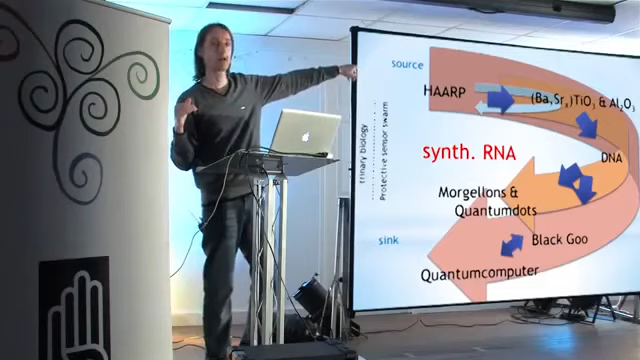 source
HAARP
(Ba,Sr,)TiO, & Al₂O₃
trinary biology
Protective sensor swarm
synth. RNA
DNA
Morgellons &
Quantumdots
sink
Black Goo
Quantumcomputer